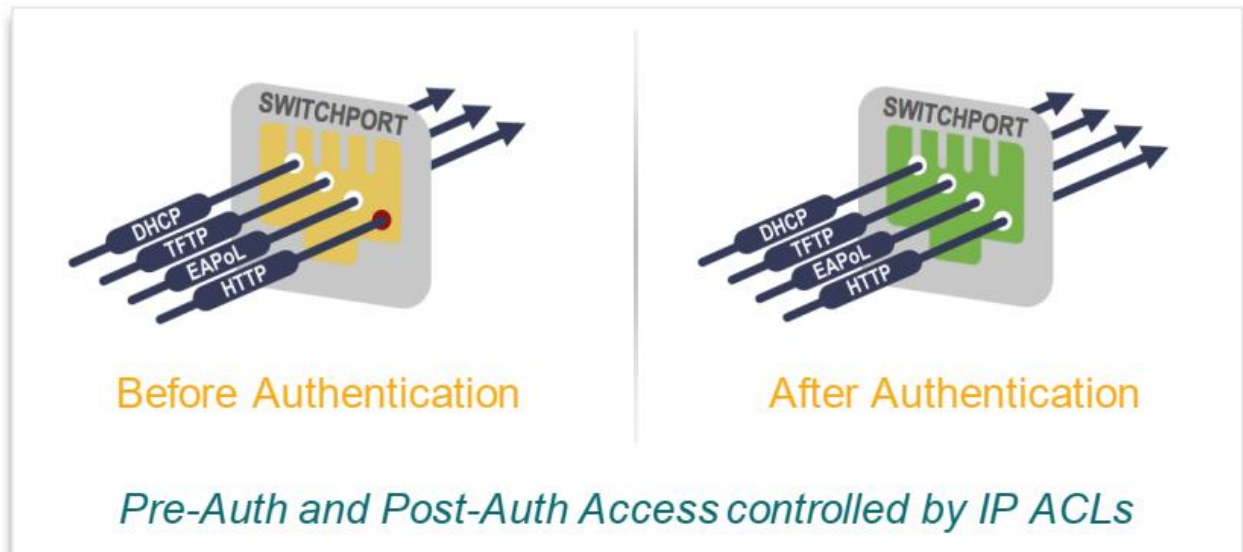 SWITCHPORT
DHCP
TFTP
EAPoL
HTTP
Before Authentication
SWITCHPORT
DHCP
TFTP
EAPoL
HTTP
After Authentication
Pre-Auth and Post-Auth Access controlled by IP ACLs